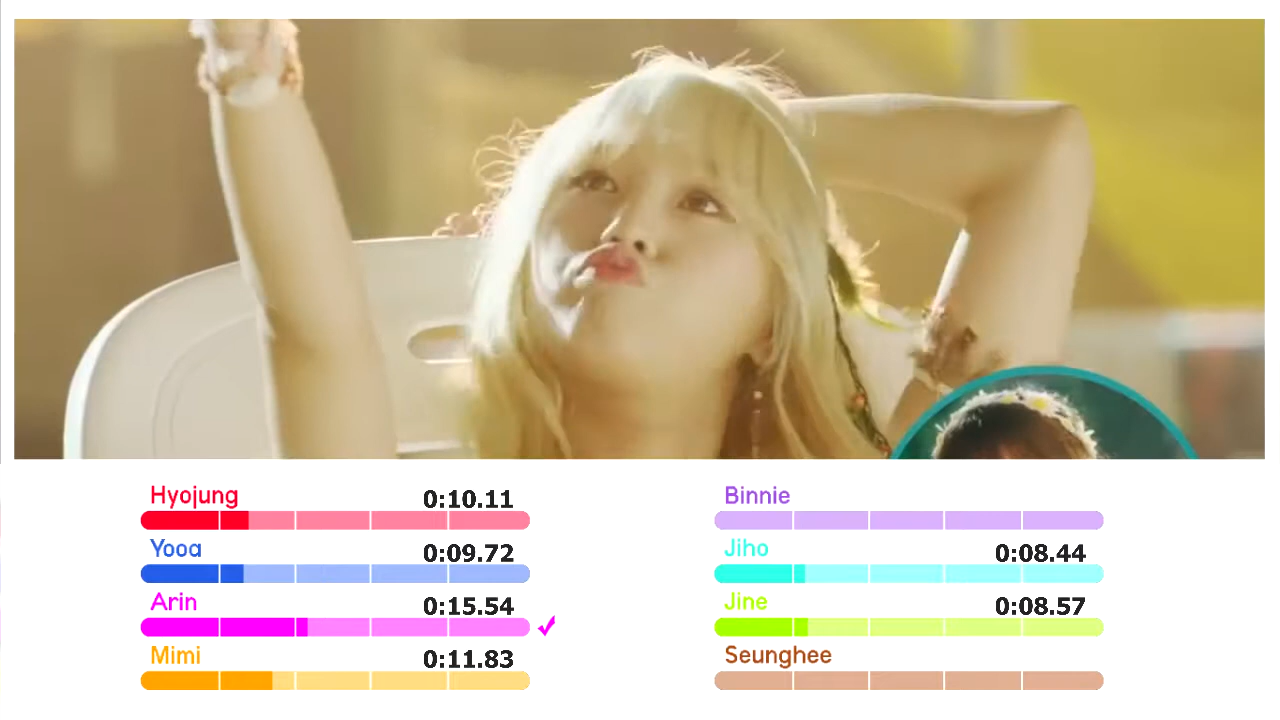 Hyojung 0:10.11
Yooa 0:09.72
Arin 0:15.54
Mimi 0:11.83
Binnie
Jiho 0:08.44
Jine 0:08.57
Seunghee